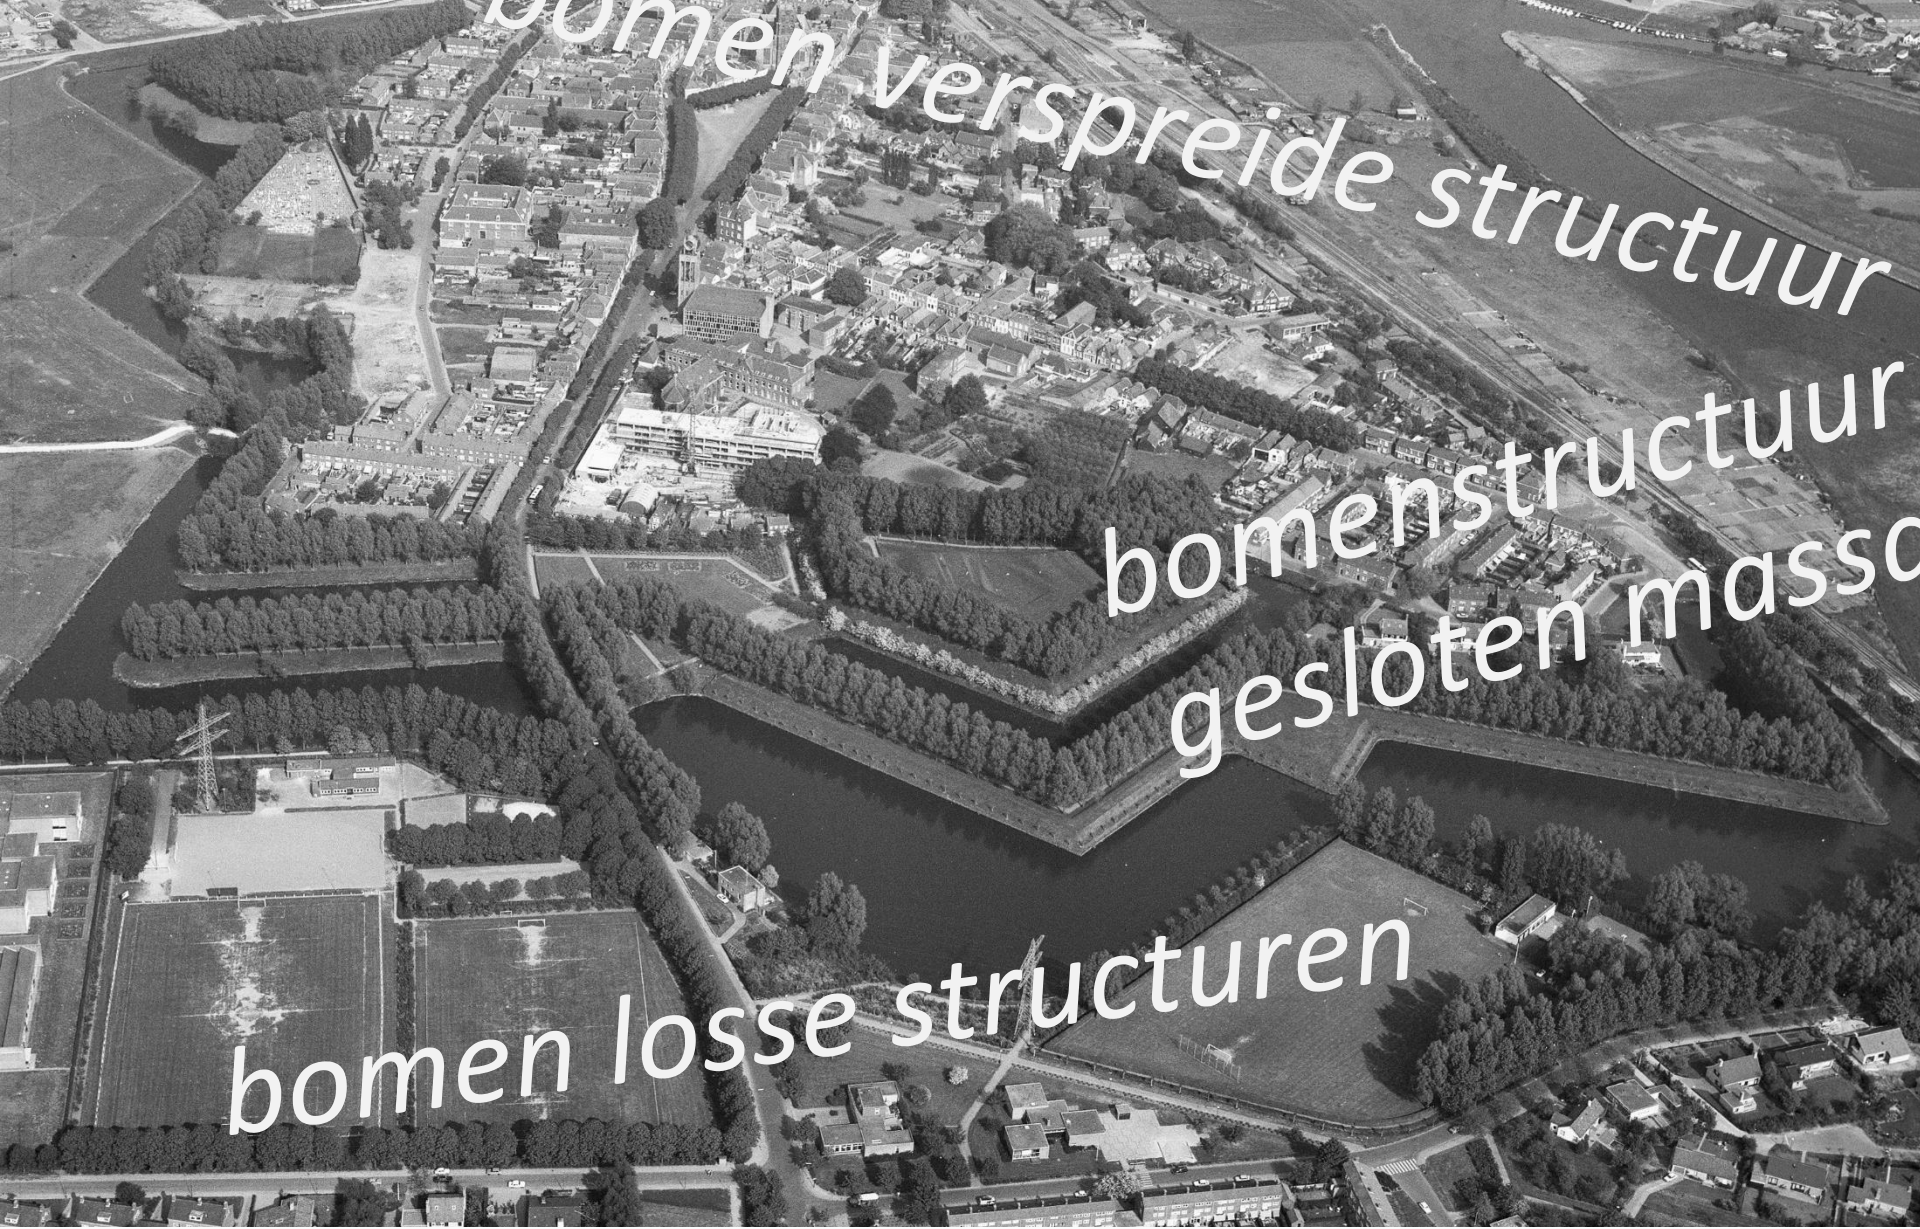 bomen verspreide structuur
bomenstructuur
gesloten massa
bomen losse structuren